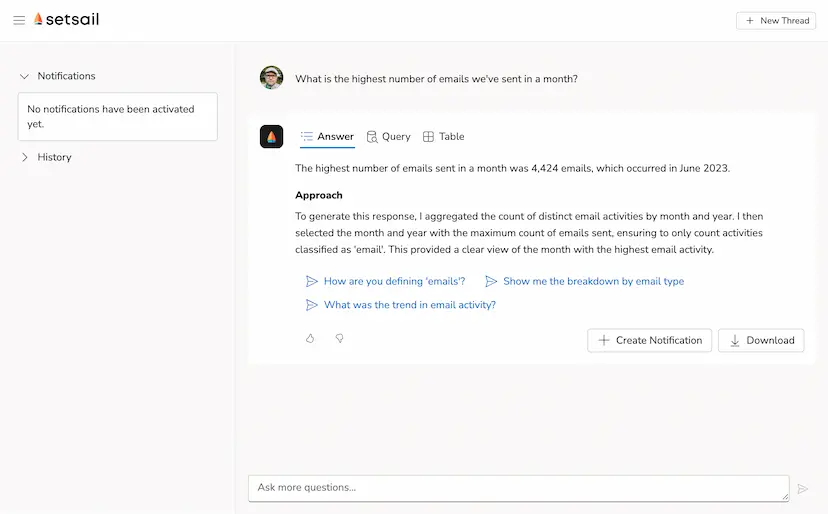 setsail
New Thread
Notifications
No notifications have been activated
yet.
History
What is the highest number of emails we've sent in a month?
Answer
Query
Table
The highest number of emails sent in a month was 4,424 emails, which occurred in June 2023.
Approach
To generate this response, I aggregated the count of distinct email activities by month and year. I then
selected the month and year with the maximum count of emails sent, ensuring to only count activities
classified as 'email'. This provided a clear view of the month with the highest email activity.
How are you defining 'emails'?
Show me the breakdown by email type
What was the trend in email activity?
Create Notification
Download
Ask more questions...